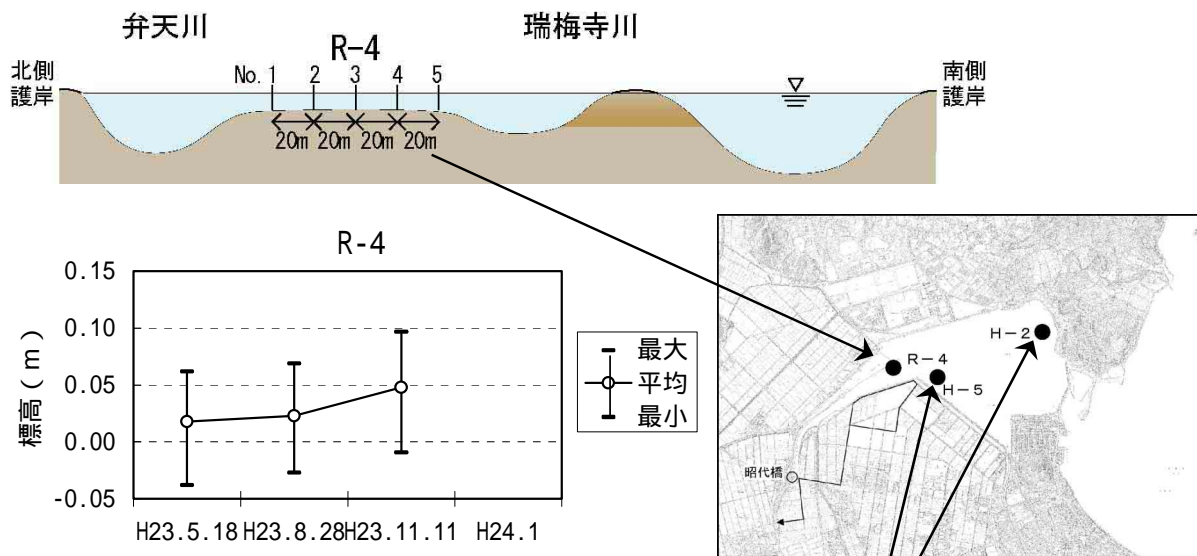 弁天川
瑞梅寺川
R-4
北側
護岸
No. 1 2 3 4 5
南側
護岸
20m 20m 20m 20m
R-4
0.15
0.10
0.05
0.00
-0.05
標高（m）
H23.5.18 H23.8.28 H23.11.11 H24.1
最大
平均
最小
H-2
R-4
H-5
昭代橋